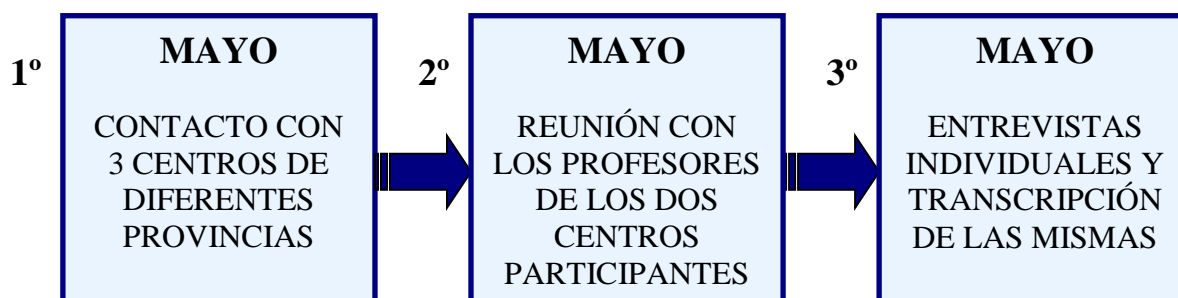 1º
MAYO
CONTACTO CON
3 CENTROS DE
DIFERENTES
PROVINCIAS
2º
MAYO
REUNIÓN CON
LOS PROFESORES
DE LOS DOS
CENTROS
PARTICIPANTES
3º
MAYO
ENTREVISTAS
INDIVIDUALES Y
TRANSCRIPCIÓN
DE LAS MISMAS